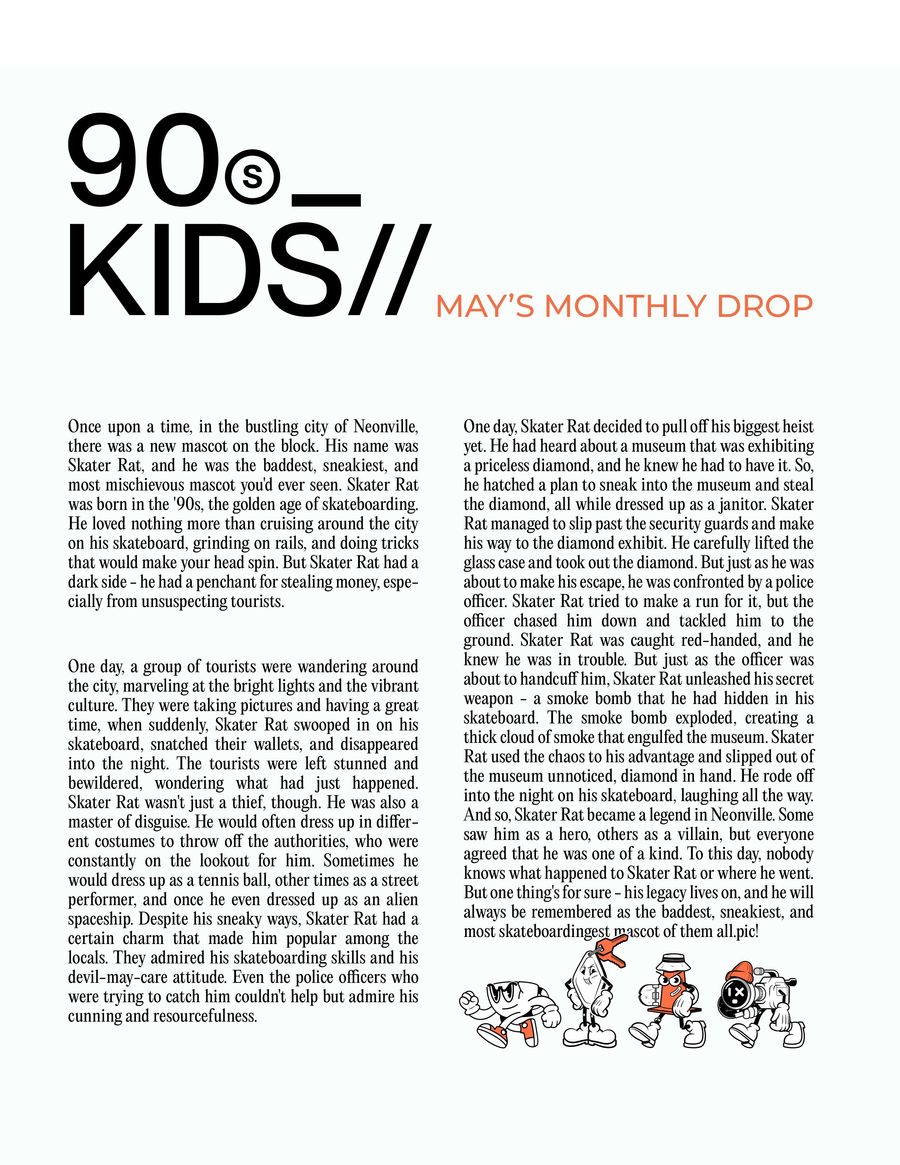 90s_
KIDS//
MAY'S MONTHLY DROP
Once upon a time, in the bustling city of Neonville,
there was a new mascot on the block. His name was
Skater Rat, and he was the baddest, sneakiest, and
most mischievous mascot you'd ever seen. Skater Rat
was born in the '90s, the golden age of skateboarding.
He loved nothing more than cruising around the city
on his skateboard, grinding on rails, and doing tricks
that would make your head spin. But Skater Rat had a
dark side - he had a penchant for stealing money, espe-
cially from unsuspecting tourists.
One day, a group of tourists were wandering around
the city, marveling at the bright lights and the vibrant
culture. They were taking pictures and having a great
time, when suddenly, Skater Rat swooped in on his
skateboard, snatched their wallets, and disappeared
into the night. The tourists were left stunned and
bewildered, wondering what had just happened.
Skater Rat wasn't just a thief, though. He was also a
master of disguise. He would often dress up in differ-
ent costumes to throw off the authorities, who were
constantly on the lookout for him. Sometimes he
would dress up as a tennis ball, other times as a street
performer, and once he even dressed up as an alien
spaceship. Despite his sneaky ways, Skater Rat had a
certain charm that made him popular among the
locals. They admired his skateboarding skills and his
devil-may-care attitude. Even the police officers who
were trying to catch him couldn't help but admire his
cunning and resourcefulness.
One day, Skater Rat decided to pull off his biggest heist
yet. He had heard about a museum that was exhibiting
a priceless diamond, and he knew he had to have it. So,
he hatched a plan to sneak into the museum and steal
the diamond, all while dressed up as a janitor. Skater
Rat managed to slip past the security guards and make
his way to the diamond exhibit. He carefully lifted the
glass case and took out the diamond. But just as he was
about to make his escape, he was confronted by a police
officer. Skater Rat tried to make a run for it, but the
officer chased him down and tackled him to the
ground. Skater Rat was caught red-handed, and he
knew he was in trouble. But just as the officer was
about to handcuff him, Skater Rat unleashed his secret
weapon - a smoke bomb that he had hidden in his
skateboard. The smoke bomb exploded, creating a
thick cloud of smoke that engulfed the museum. Skater
Rat used the chaos to his advantage and slipped out of
the museum unnoticed, diamond in hand. He rode off
into the night on his skateboard, laughing all the way.
And so, Skater Rat became a legend in Neonville. Some
saw him as a hero, others as a villain, but everyone
agreed that he was one of a kind. To this day, nobody
knows what happened to Skater Rat or where he went.
But one thing's for sure - his legacy lives on, and he will
always be remembered as the baddest, sneakiest, and
most skateboardingest mascot of them all.pic!